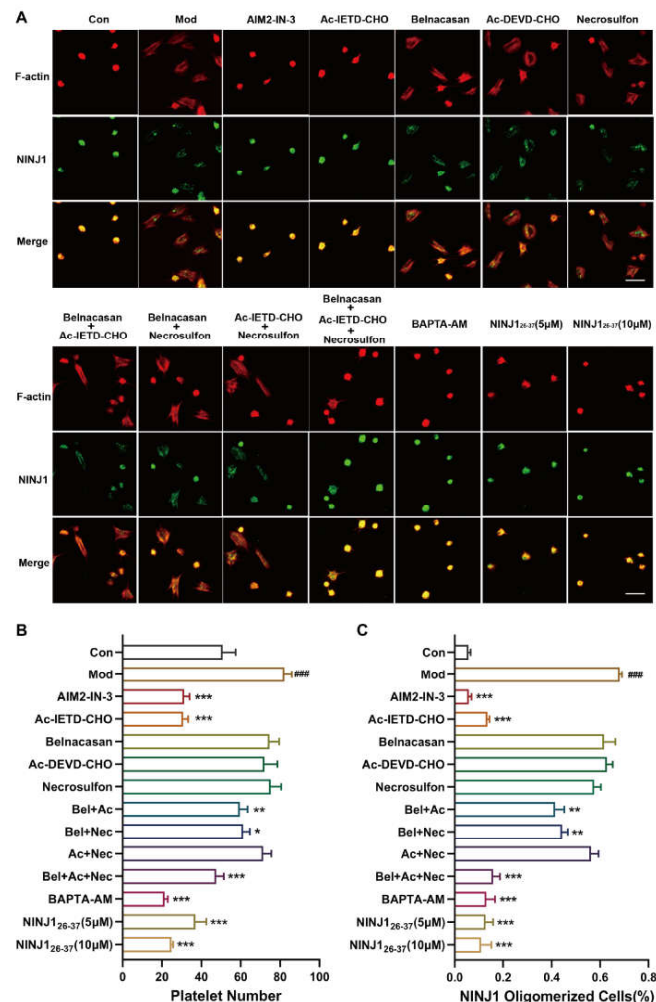 A
Con Mod AIM2-IN-3 Ac-IETD-CHO Belnacasan Ac-DEVD-CHO Necrosulfon
F-actin
NINJ1
Merge
Belnacasan + Ac-IETD-CHO
Belnacasan + Necrosulfon
Ac-IETD-CHO + Necrosulfon
Belnacasan + Ac-IETD-CHO + Necrosulfon
BAPTA-AM
NINJ1₂₆₋₃₇(5μM)
NINJ1₂₆₋₃₇(10μM)
F-actin
NINJ1
Merge
B
Con
Mod ###
AIM2-IN-3 ***
Ac-IETD-CHO ***
Belnacasan
Ac-DEVD-CHO
Necrosulfon
Bel+Ac **
Bel+Nec *
Ac+Nec
Bel+Ac+Nec ***
BAPTA-AM ***
NINJ1₂₆₋₃₇(5μM) ***
NINJ1₂₆₋₃₇(10μM) ***
0 20 40 60 80 100
Platelet Number
C
Con
Mod ###
AIM2-IN-3 ***
Ac-IETD-CHO ***
Belnacasan
Ac-DEVD-CHO
Necrosulfon
Bel+Ac **
Bel+Nec **
Ac+Nec
Bel+Ac+Nec ***
BAPTA-AM ***
NINJ1₂₆₋₃₇(5μM) ***
NINJ1₂₆₋₃₇(10μM) ***
0.0 0.2 0.4 0.6 0.8
NINJ1 Oligomerized Cells(%)